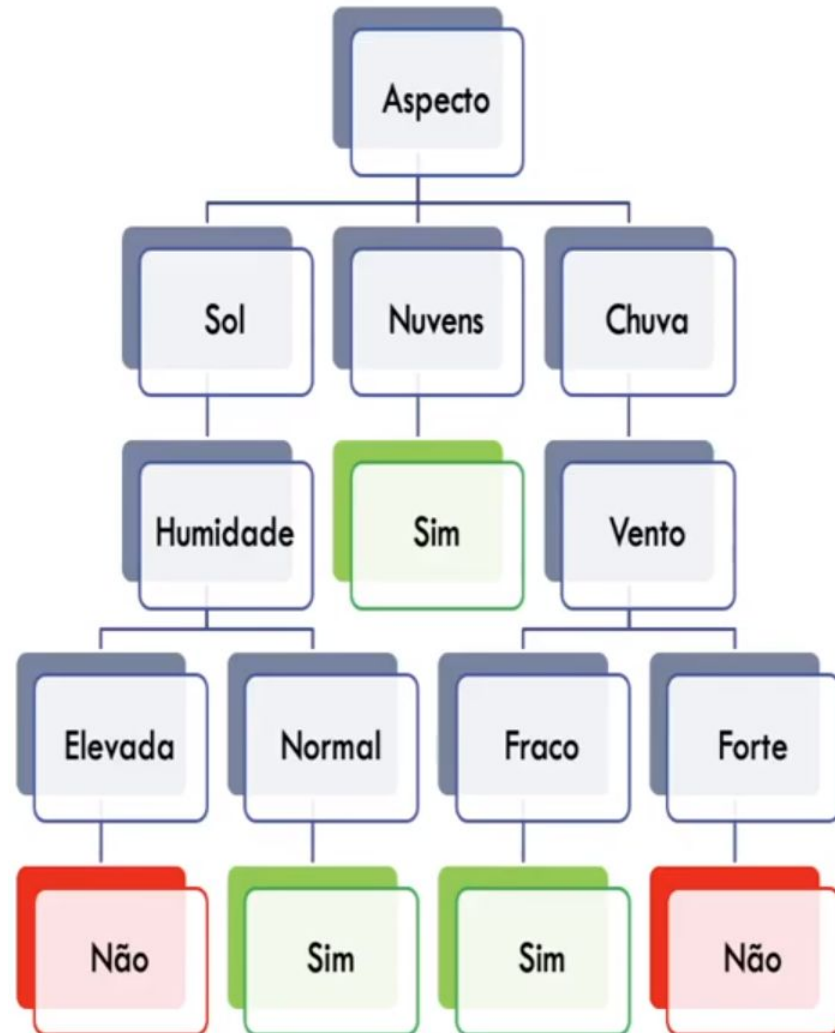 Aspecto
Sol
Nuvens
Chuva
Humidade
Sim
Vento
Elevada
Normal
Fraco
Forte
Não
Sim
Sim
Não